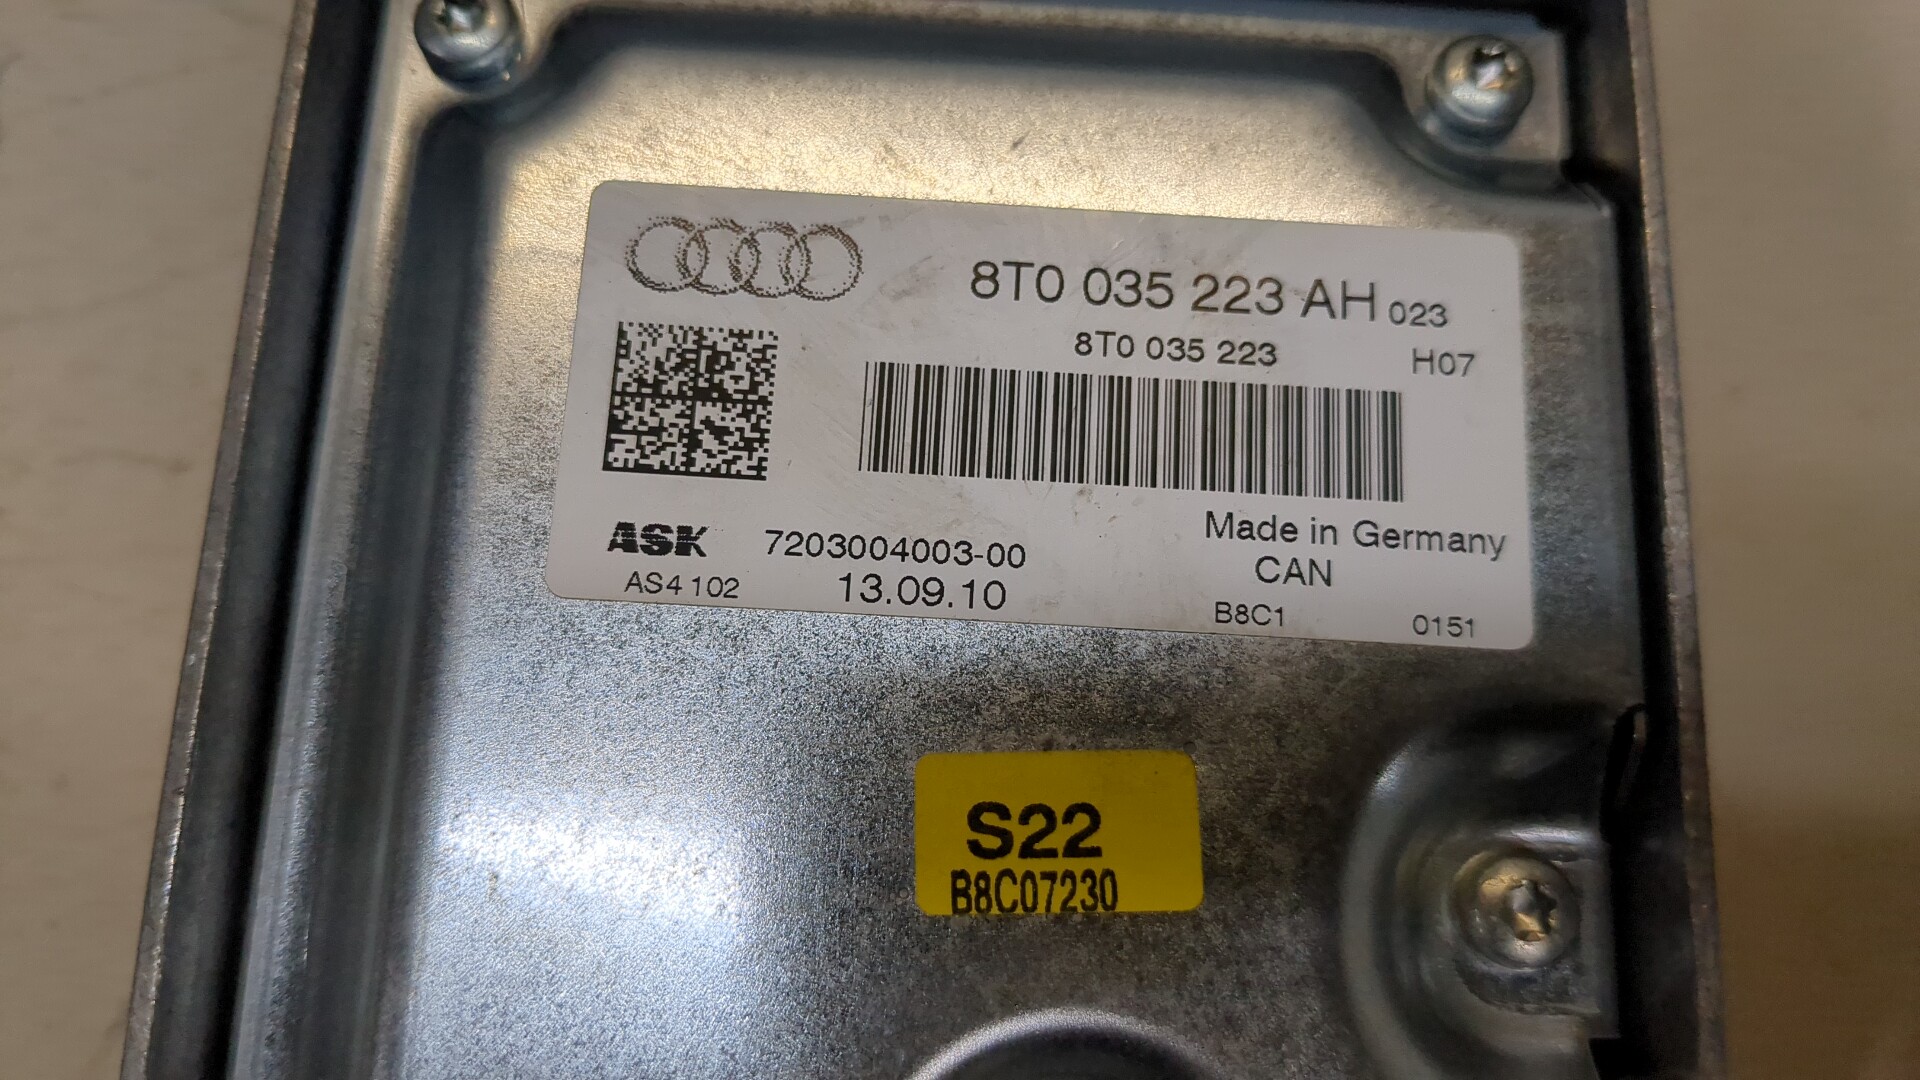 8T0 035 223 AH 023
8T0 035 223 H07
ASK 7203004003-00 Made in Germany
AS4 102 13.09.10 CAN
B8C1 0151
S22
B8C07230